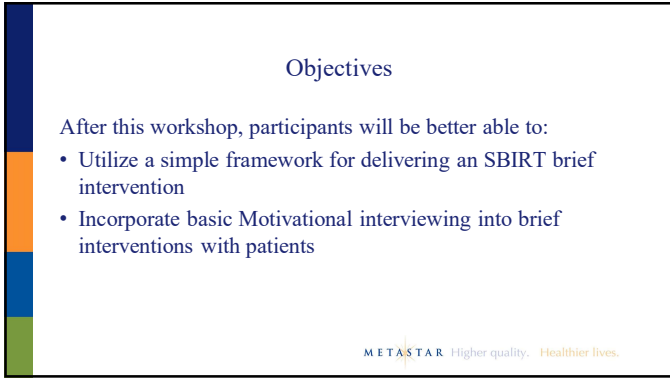 Objectives
After this workshop, participants will be better able to:
• Utilize a simple framework for delivering an SBIRT brief
intervention
• Incorporate basic Motivational interviewing into brief
interventions with patients
METASTAR Higher quality. Healthier lives.